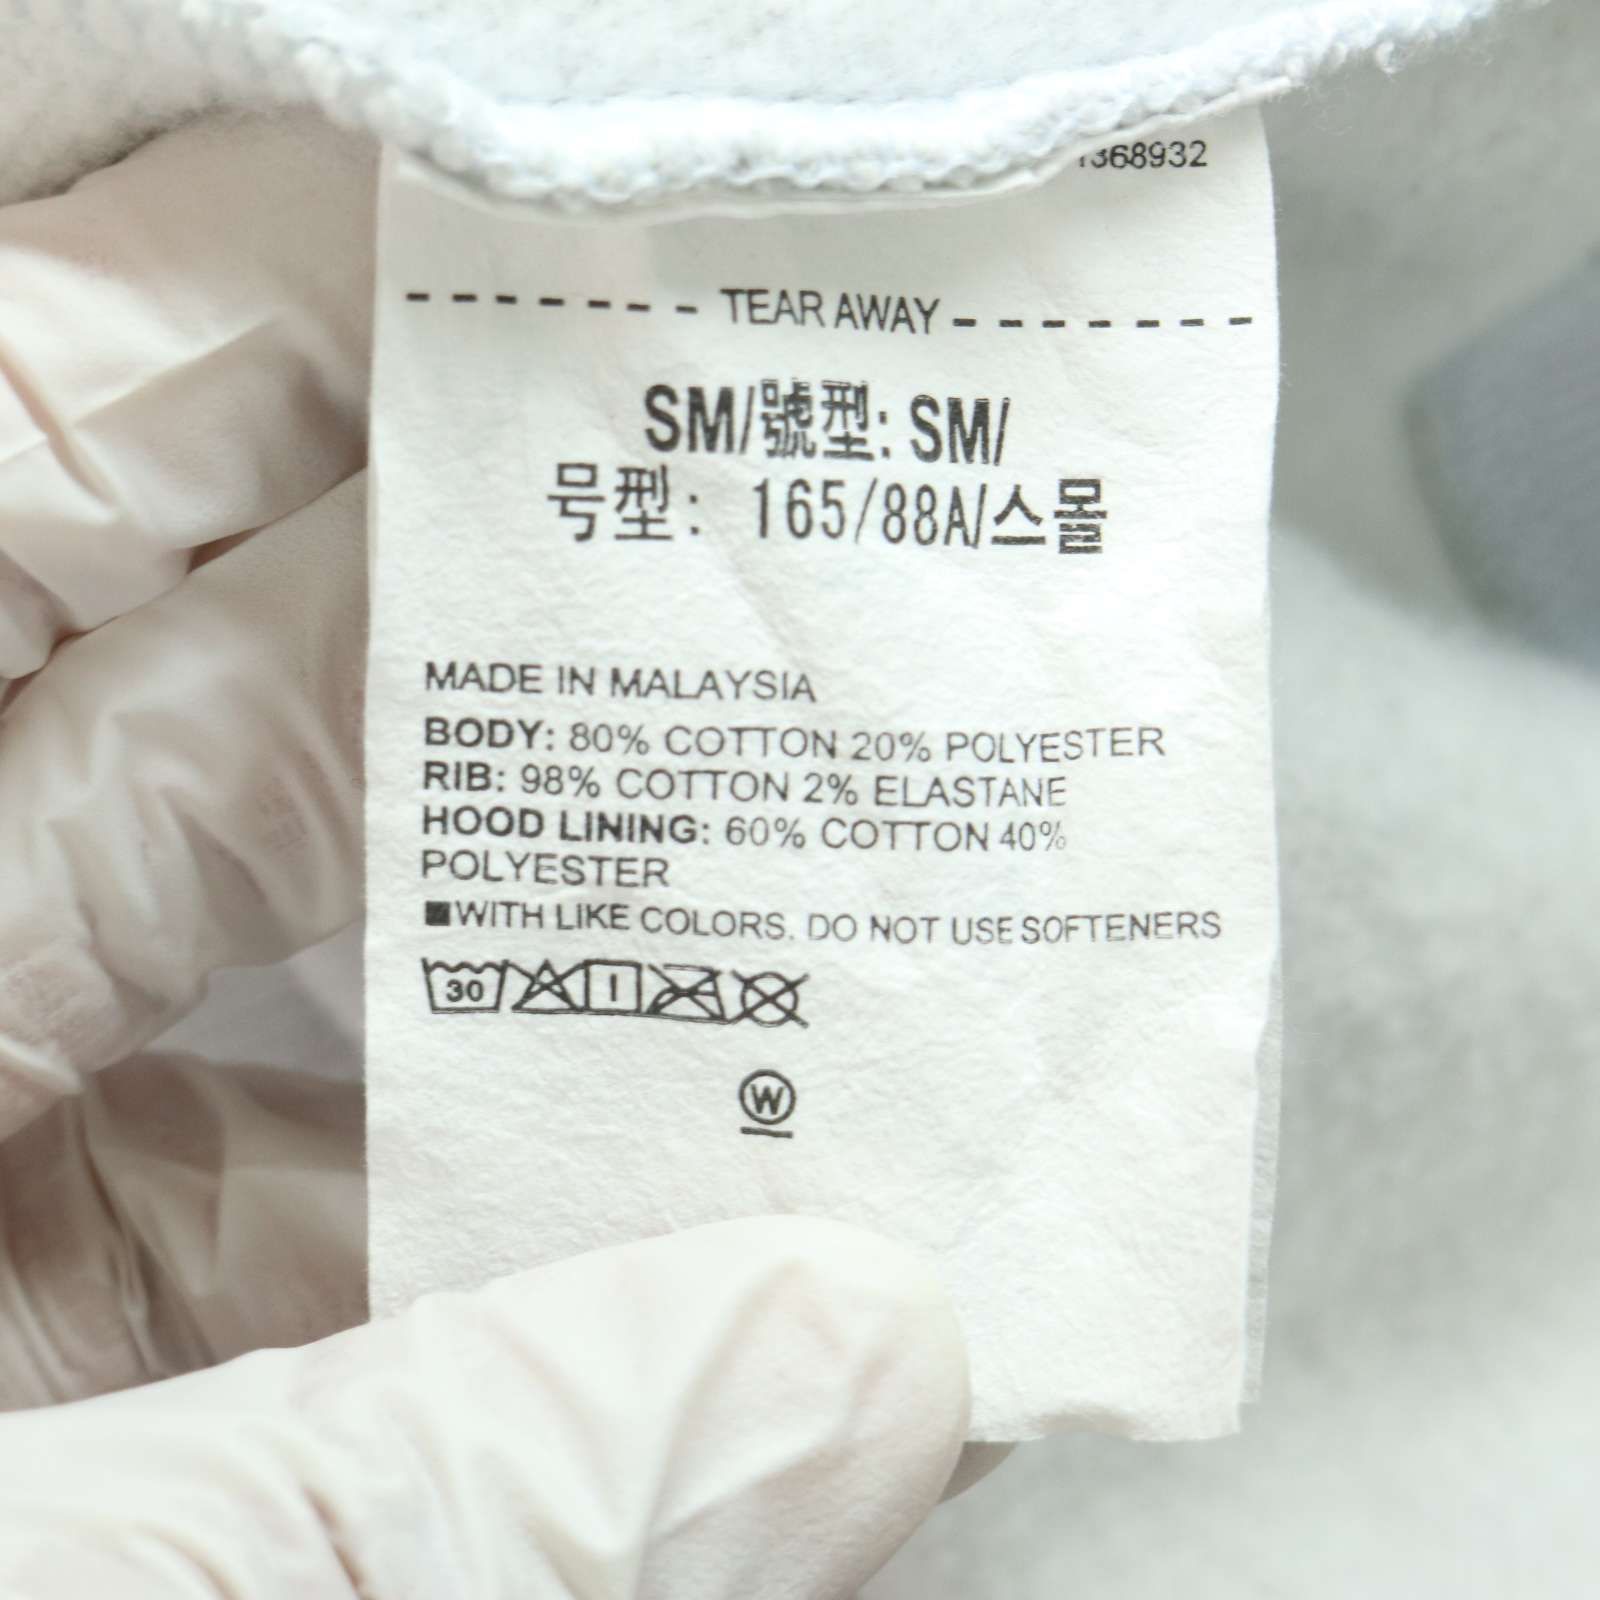 1368932
TEAR AWAY
SM/號型: SM/
号型: 165/88A/스몰
MADE IN MALAYSIA
BODY: 80% COTTON 20% POLYESTER
RIB: 98% COTTON 2% ELASTANE
HOOD LINING: 60% COTTON 40%
POLYESTER
■WITH LIKE COLORS. DO NOT USE SOFTENERS
30
W